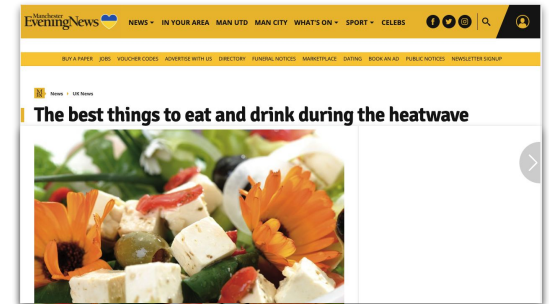 Manchester
Evening News
NEWS IN YOUR AREA MAN UTD MAN CITY WHAT'S ON SPORT CELEBS
BUY A PAPER JOBS VOUCHER CODES ADVERTISE WITH US DIRECTORY FUNERAL NOTICES MARKETPLACE DATING BOOK AN AD PUBLIC NOTICES NEWSLETTER SIGNUP
News UK News
The best things to eat and drink during the heatwave